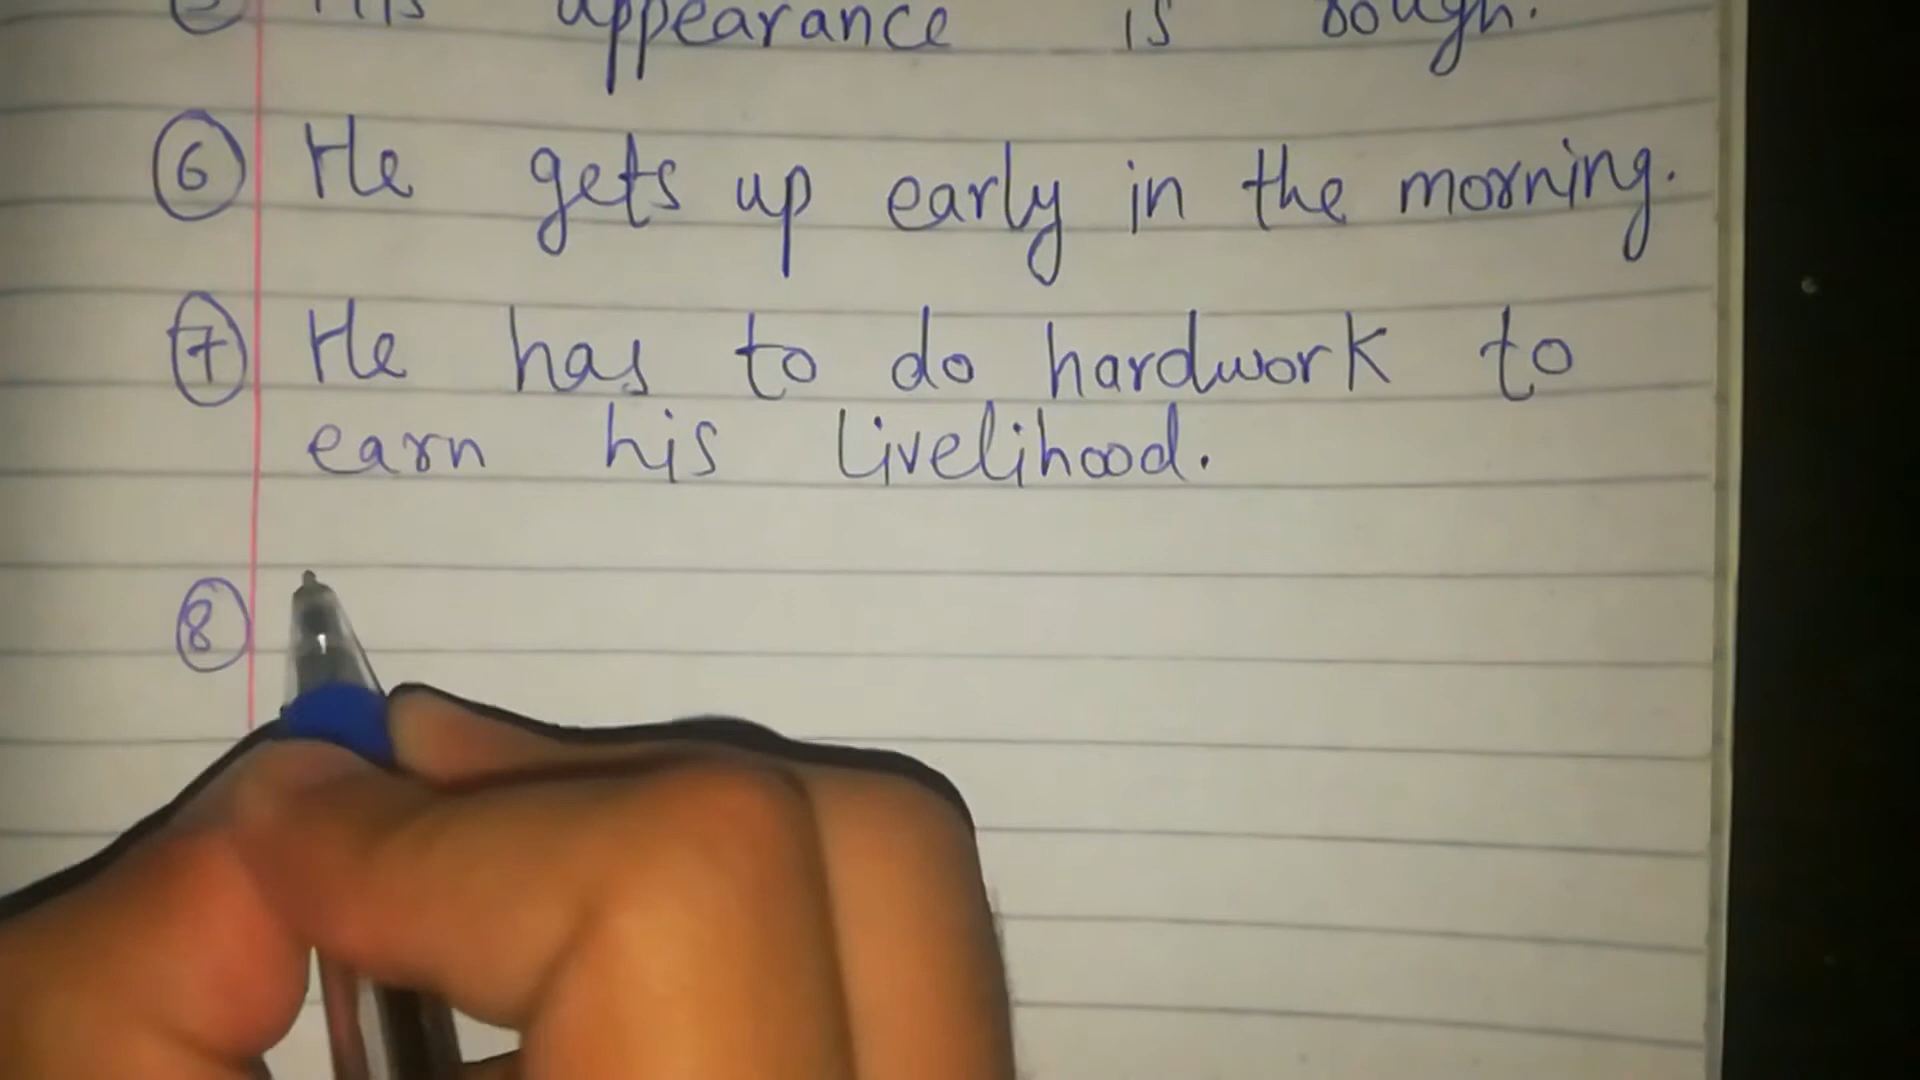 appearance is rough.
6 He gets up early in the morning.
7 He has to do hardwork to
earn his livelihood.
8